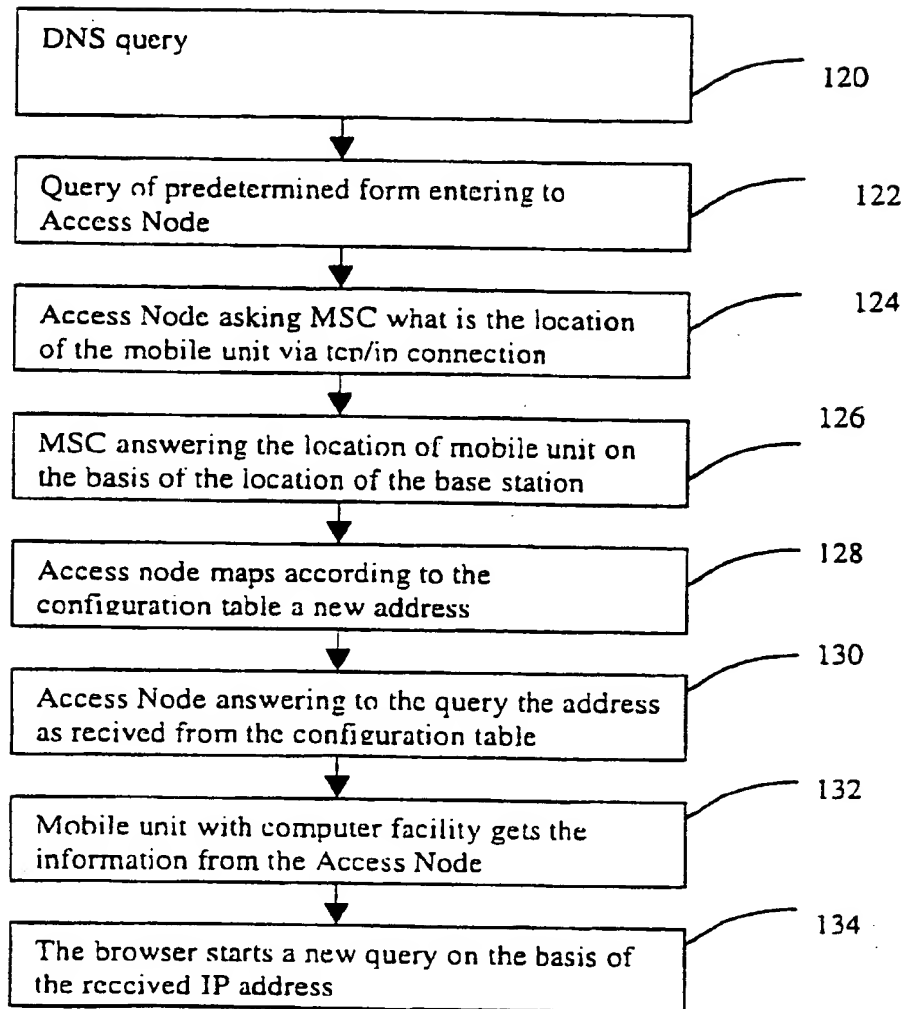 DNS query
120
Query of predetermined form entering to
Access Node
122
Access Node asking MSC what is the location
of the mobile unit via tcp/ip connection
124
MSC answering the location of mobile unit on
the basis of the location of the base station
126
Access node maps according to the
configuration table a new address
128
Access Node answering to the query the address
as recived from the configuration table
130
Mobile unit with computer facility gets the
information from the Access Node
132
The browser starts a new query on the basis of
the received IP address
134